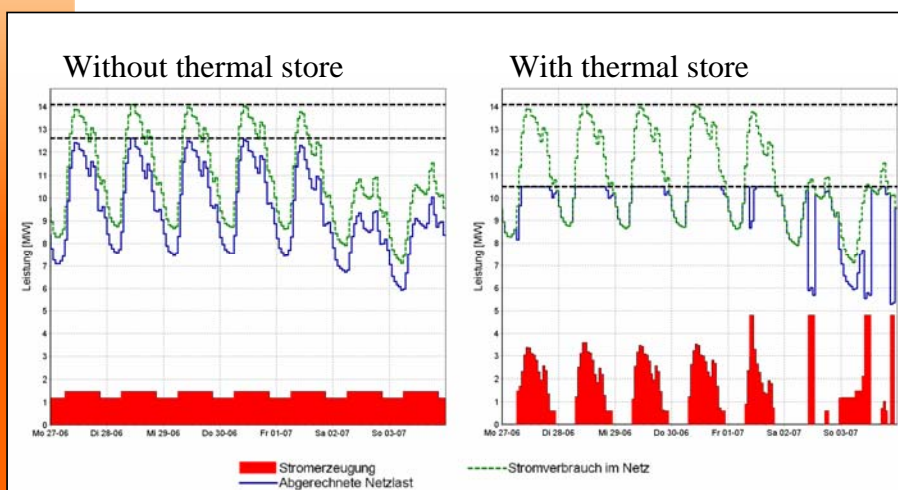 Without thermal store
With thermal store
Leistung [MW]
14
13
12
11
10
9
8
7
6
5
4
3
2
1
0
Mo 27-06
Di 28-06
Mi 29-06
Do 30-06
Fr 01-07
Sa 02-07
So 03-07
Leistung [MW]
14
13
12
11
10
9
8
7
6
5
4
3
2
1
0
Mo 27-06
Di 28-06
Mi 29-06
Do 30-06
Fr 01-07
Sa 02-07
So 03-07
Stromerzeugung
Stromverbrauch im Netz
Abgerechnete Netzlast